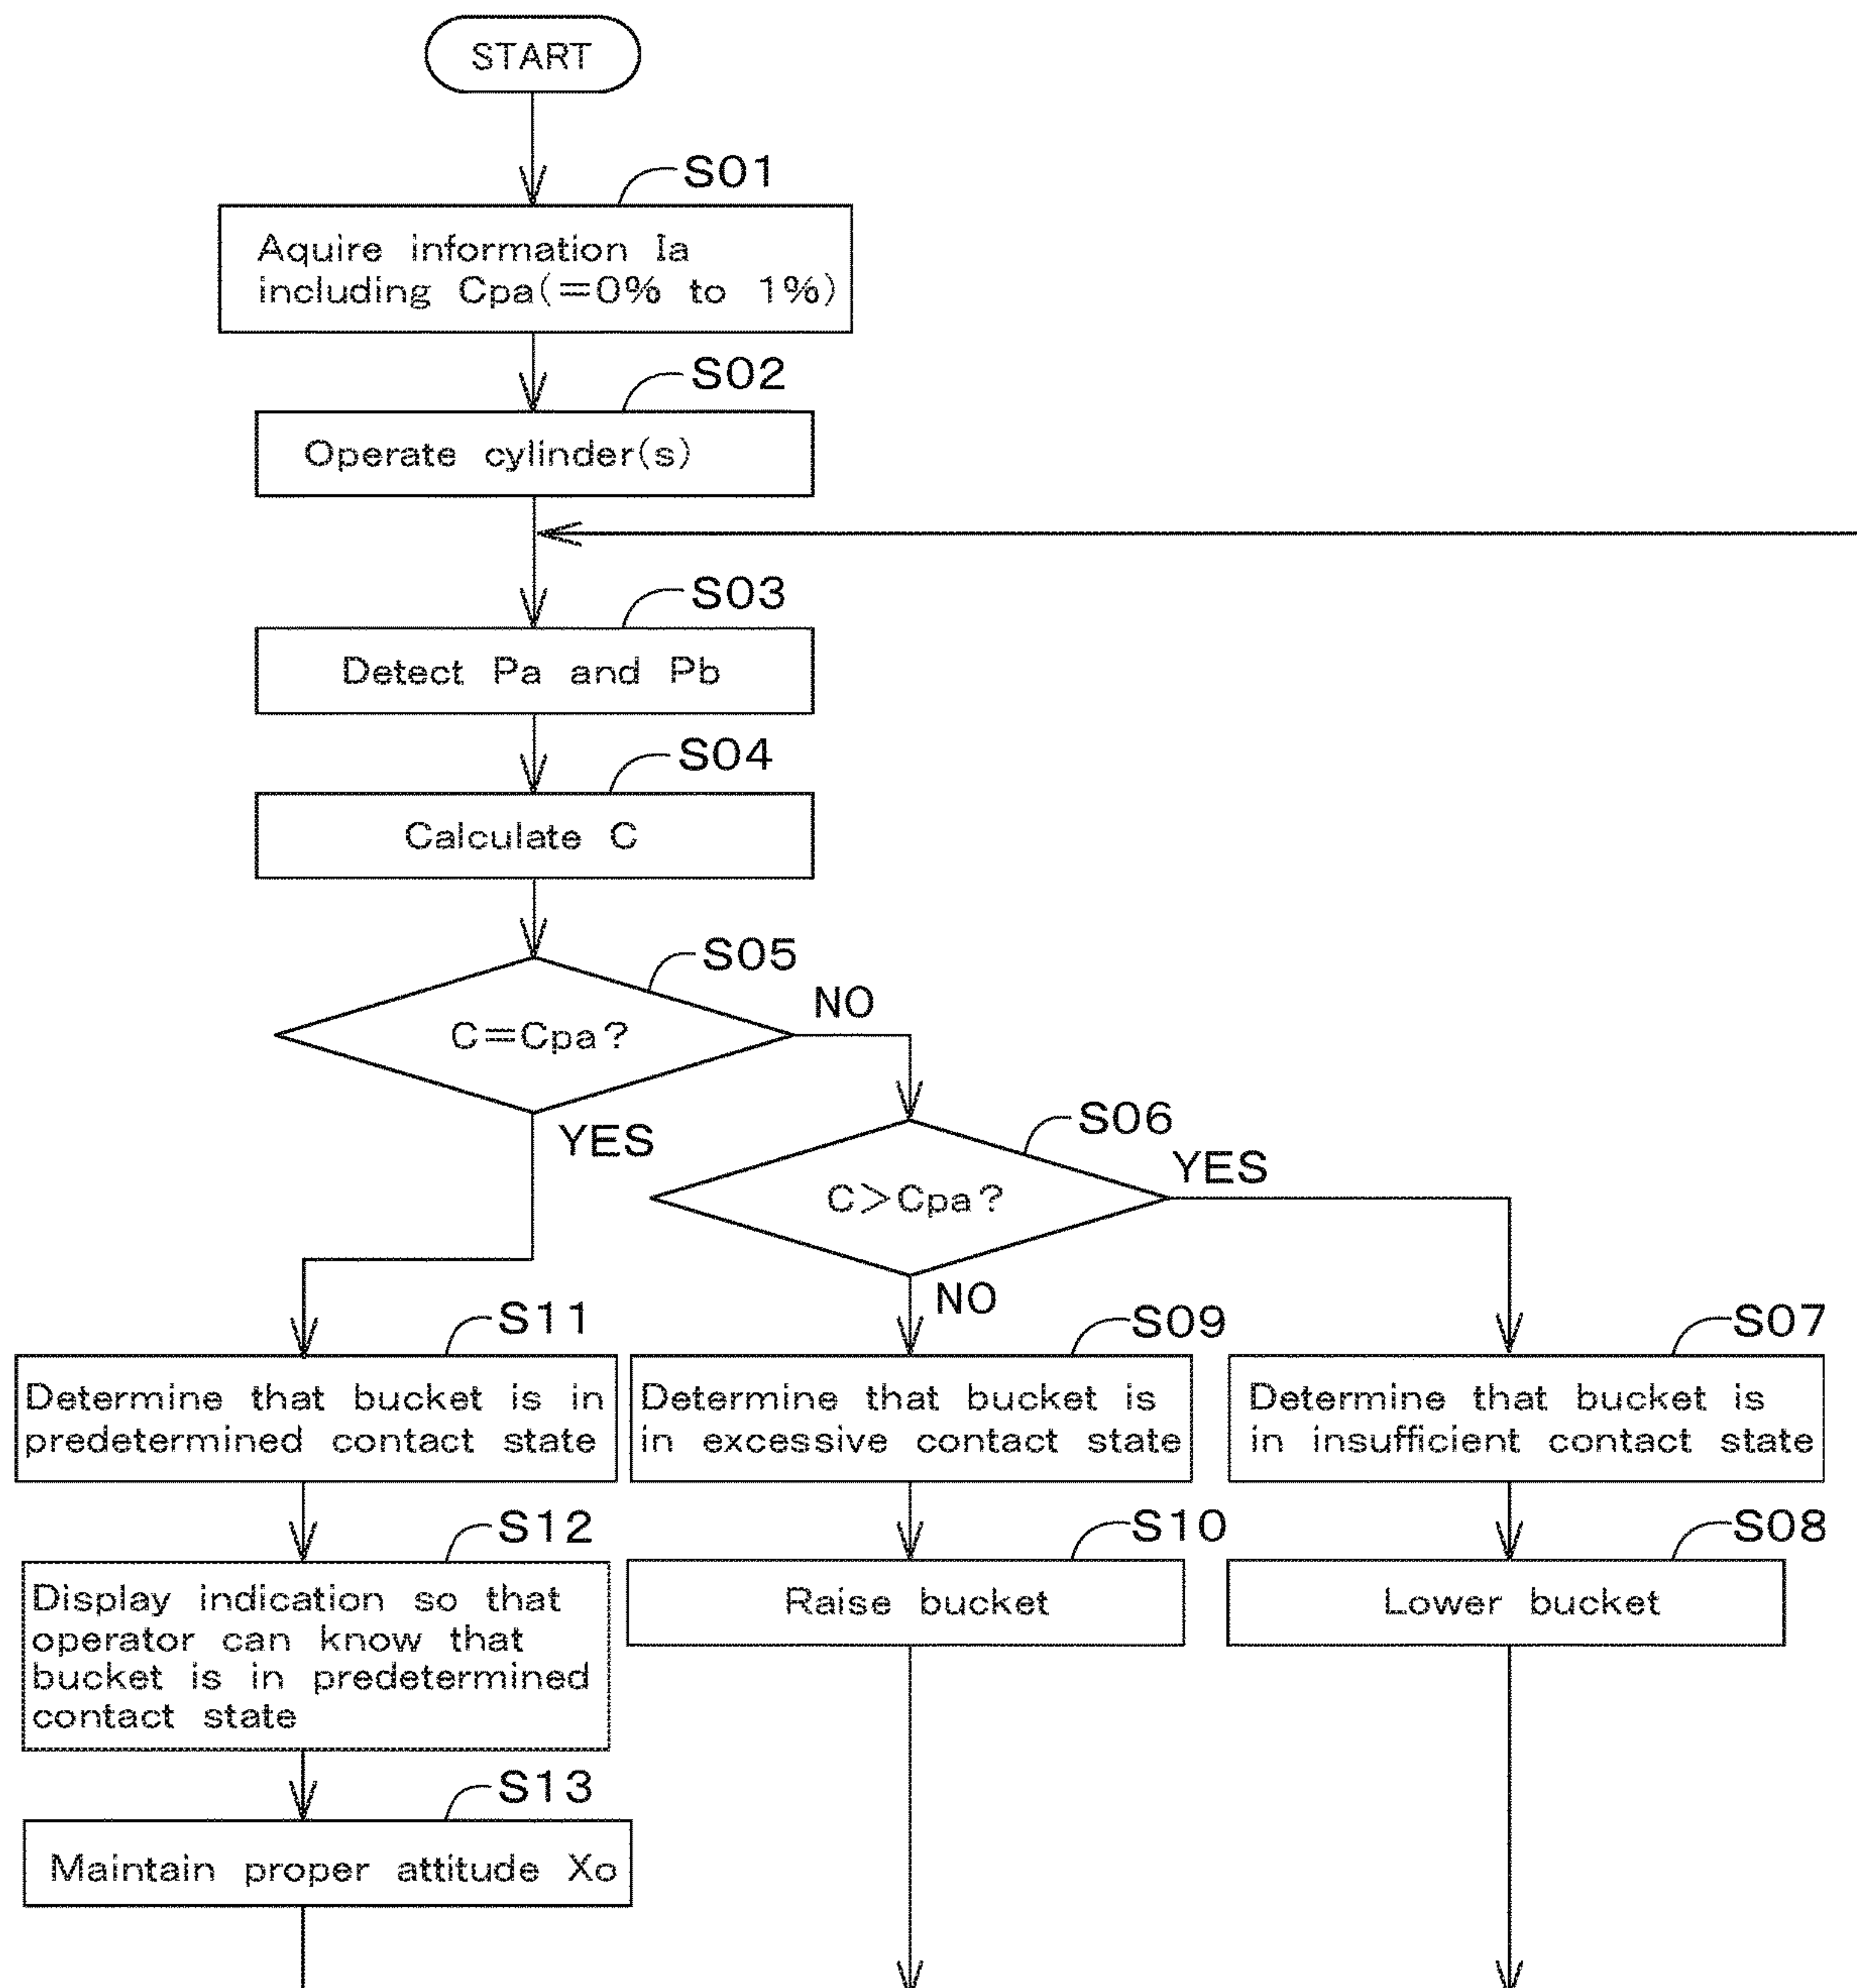 START
S01
Aquire information Ia
including Cpa(=0% to 1%)
S02
Operate cylinder(s)
S03
Detect Pa and Pb
S04
Calculate C
S05
C=Cpa?
NO
YES
S06
C>Cpa?
YES
NO
S11
Determine that bucket is in
predetermined contact state
S09
Determine that bucket is
in excessive contact state
S07
Determine that bucket is
in insufficient contact state
S12
Display indication so that
operator can know that
bucket is in predetermined
contact state
S10
Raise bucket
S08
Lower bucket
S13
Maintain proper attitude Xo